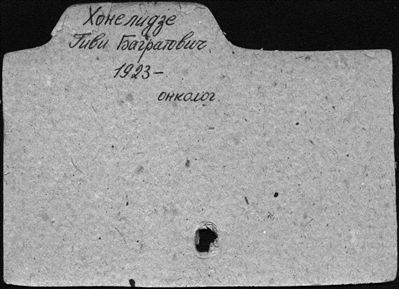 Хонелидзе
Гиви Багратович
1923-
онколог